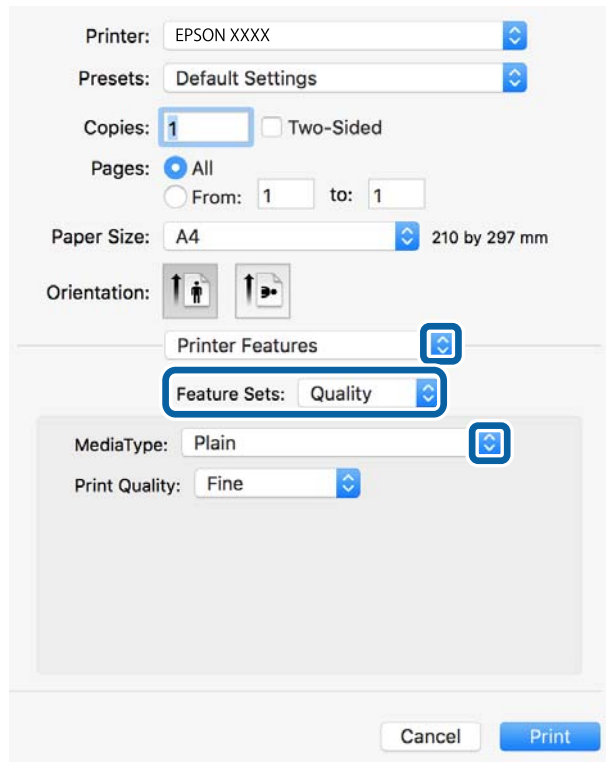 Printer: EPSON XXXX
Presets: Default Settings
Copies: 1 Two-Sided
Pages: All
From: 1 to: 1
Paper Size: A4 210 by 297 mm
Orientation:
Printer Features
Feature Sets: Quality
MediaType: Plain
Print Quality: Fine
Cancel Print